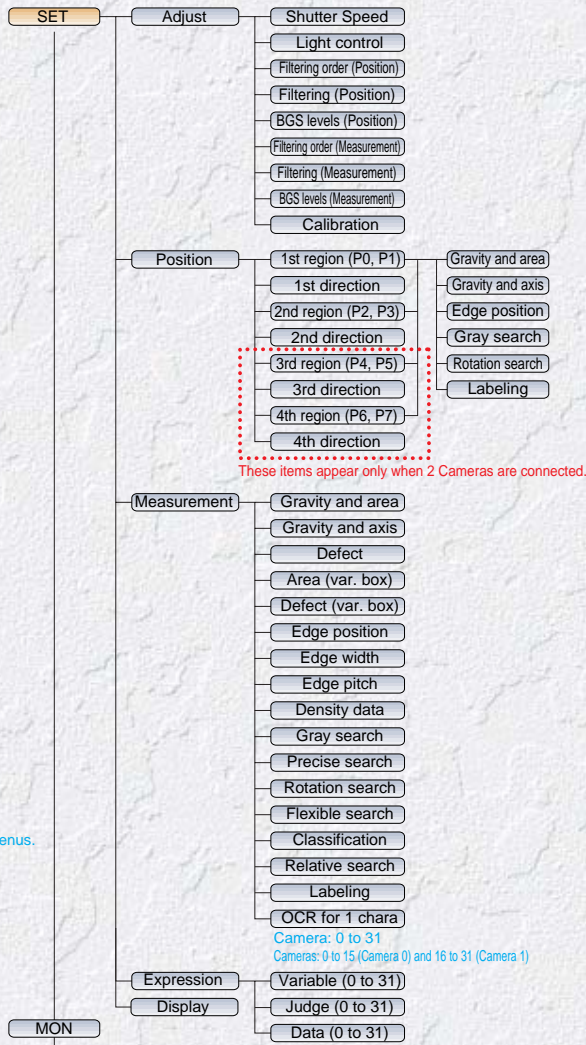 SET
Adjust
Shutter Speed
Light control
Filtering order (Position)
Filtering (Position)
BGS levels (Position)
Filtering order (Measurement)
Filtering (Measurement)
BGS levels (Measurement)
Calibration
Position
1st region (P0, P1)
1st direction
2nd region (P2, P3)
2nd direction
3rd region (P4, P5)
3rd direction
4th region (P6, P7)
4th direction
Gravity and area
Gravity and axis
Edge position
Gray search
Rotation search
Labeling
These items appear only when 2 Cameras are connected.
Measurement
Gravity and area
Gravity and axis
Defect
Area (var. box)
Defect (var. box)
Edge position
Edge width
Edge pitch
Density data
Gray search
Precise search
Rotation search
Flexible search
Classification
Relative search
Labeling
OCR for 1 chara
enus.
Camera: 0 to 31
Cameras: 0 to 15 (Camera 0) and 16 to 31 (Camera 1)
Expression
Variable (0 to 31)
Display
Judge (0 to 31)
MON
Data (0 to 31)